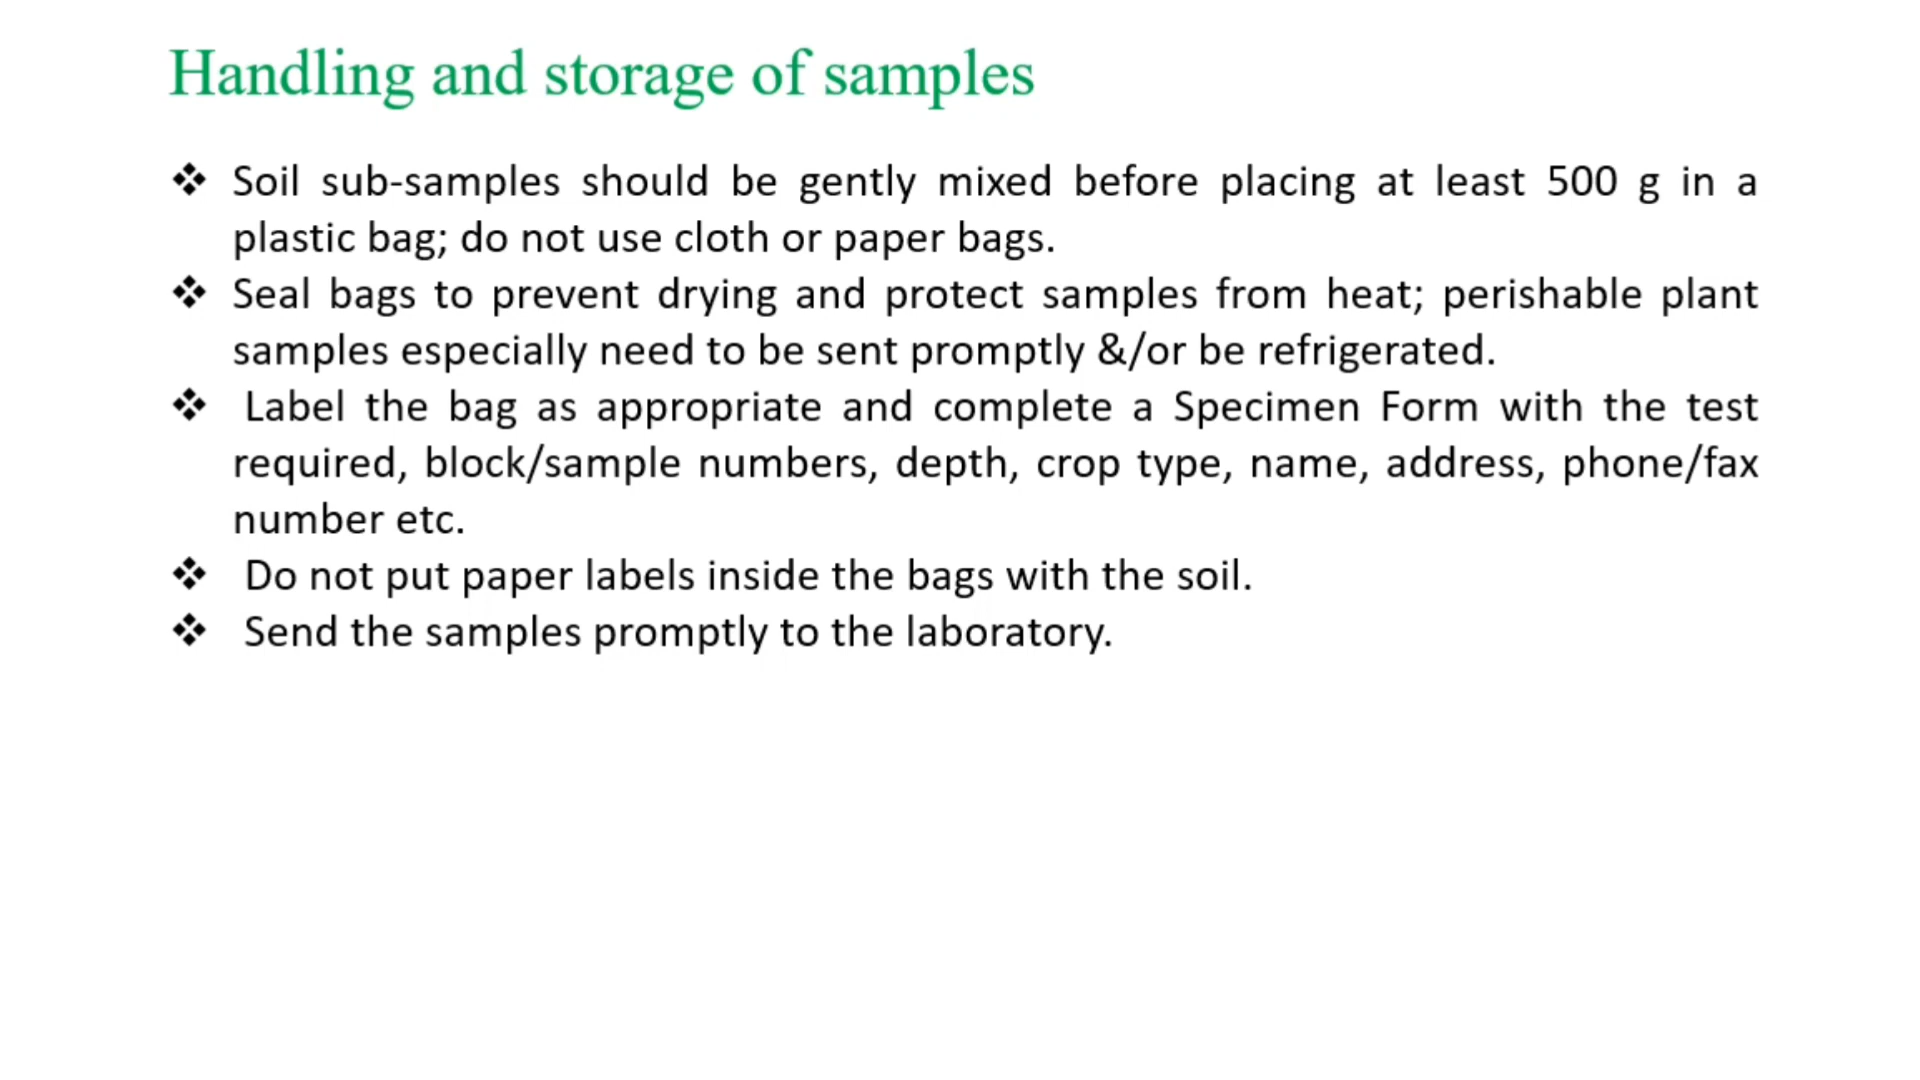 Handling and storage of samples
❖ Soil sub-samples should be gently mixed before placing at least 500 g in a
plastic bag; do not use cloth or paper bags.
❖ Seal bags to prevent drying and protect samples from heat; perishable plant
samples especially need to be sent promptly &/or be refrigerated.
❖ Label the bag as appropriate and complete a Specimen Form with the test
required, block/sample numbers, depth, crop type, name, address, phone/fax
number etc.
❖ Do not put paper labels inside the bags with the soil.
❖ Send the samples promptly to the laboratory.